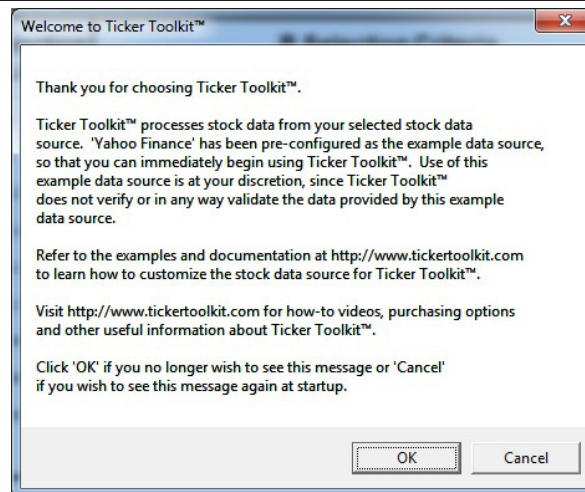 Welcome to Ticker Toolkit™
Thank you for choosing Ticker Toolkit™.
Ticker Toolkit™ processes stock data from your selected stock data
source. 'Yahoo Finance' has been pre-configured as the example data source,
so that you can immediately begin using Ticker Toolkit™. Use of this
example data source is at your discretion, since Ticker Toolkit™
does not verify or in any way validate the data provided by this example
data source.
Refer to the examples and documentation at http://www.tickertoolkit.com
to learn how to customize the stock data source for Ticker Toolkit™.
Visit http://www.tickertoolkit.com for how-to videos, purchasing options
and other useful information about Ticker Toolkit™.
Click 'OK' if you no longer wish to see this message or 'Cancel'
if you wish to see this message again at startup.
OK
Cancel